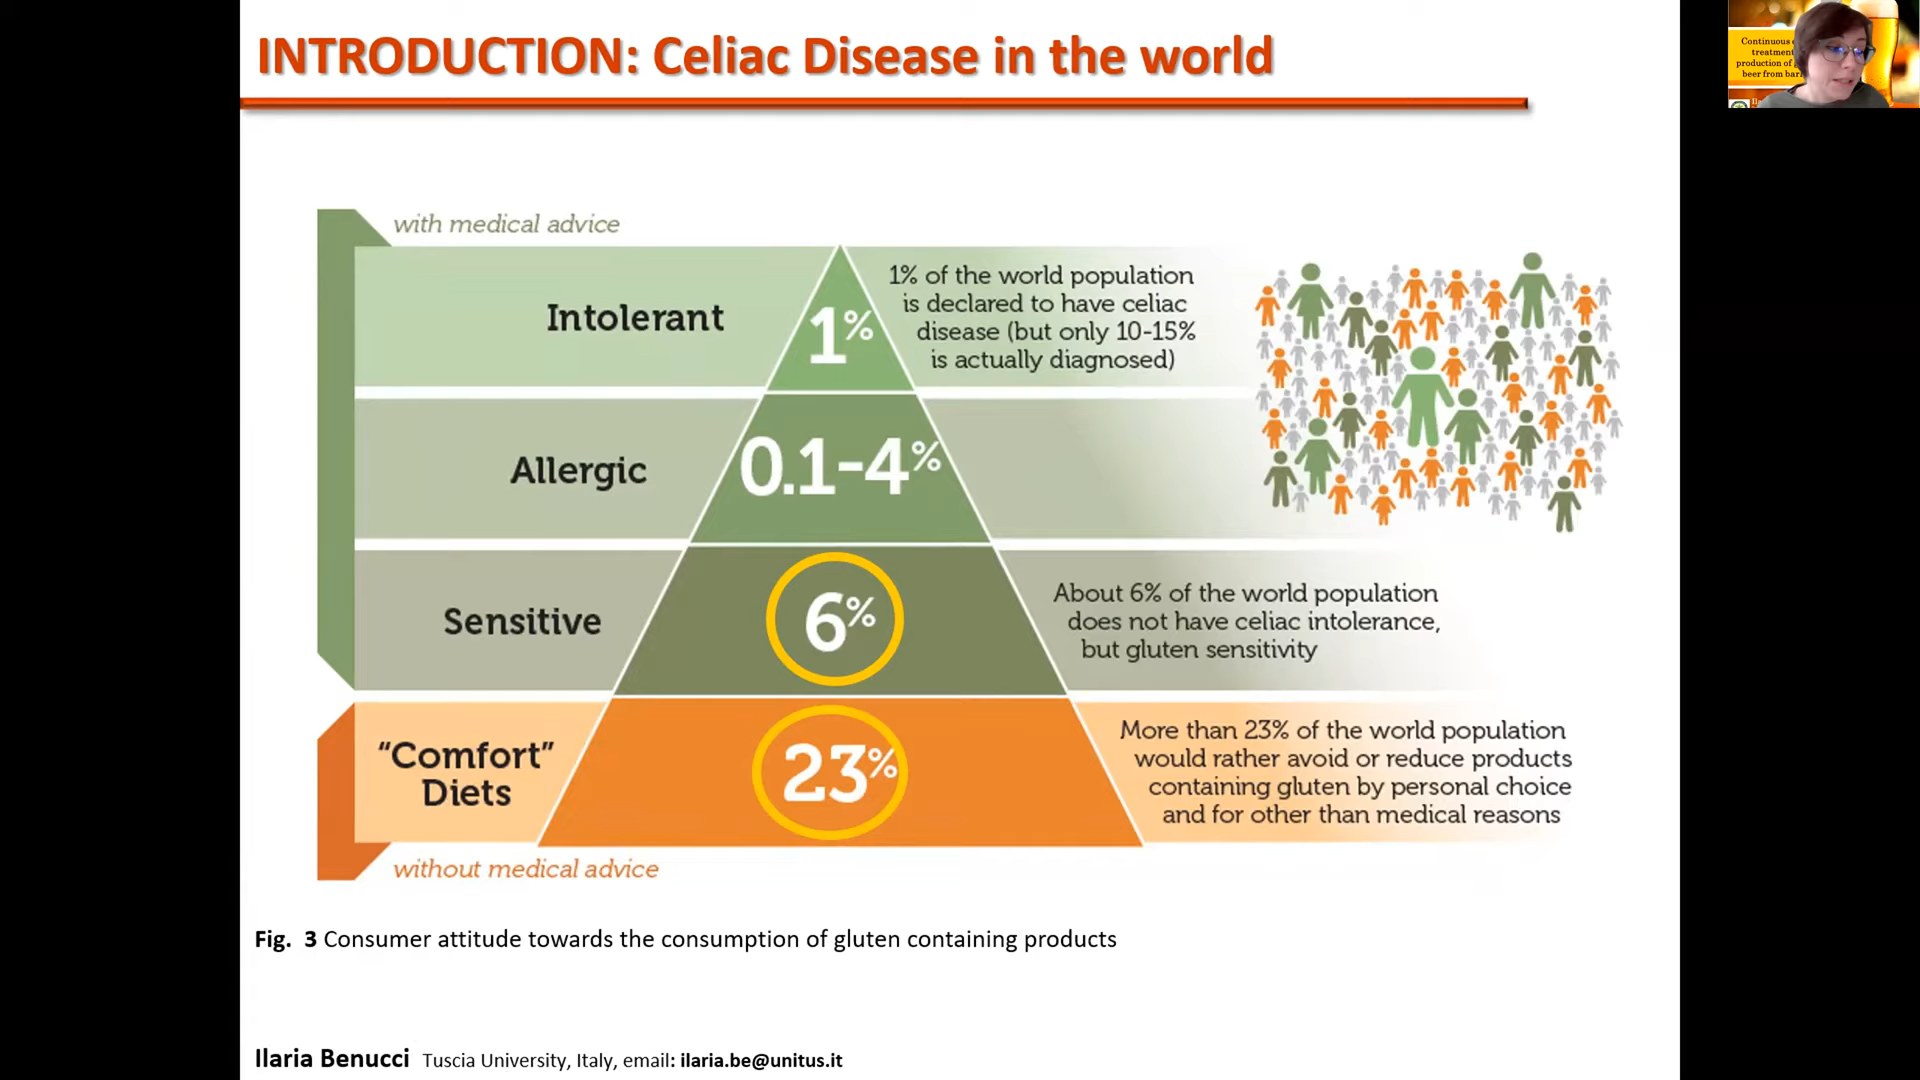 INTRODUCTION: Celiac Disease in the world
Continuous
treatment
production of
beer from bar
with medical advice
Intolerant
1%
1% of the world population
is declared to have celiac
disease (but only 10-15%
is actually diagnosed)
Allergic
0.1-4%
Sensitive
6%
About 6% of the world population
does not have celiac intolerance,
but gluten sensitivity
"Comfort"
Diets
23%
More than 23% of the world population
would rather avoid or reduce products
containing gluten by personal choice
and for other than medical reasons
without medical advice
Fig. 3 Consumer attitude towards the consumption of gluten containing products
Ilaria Benucci Tuscia University, Italy, email: ilaria.be@unitus.it